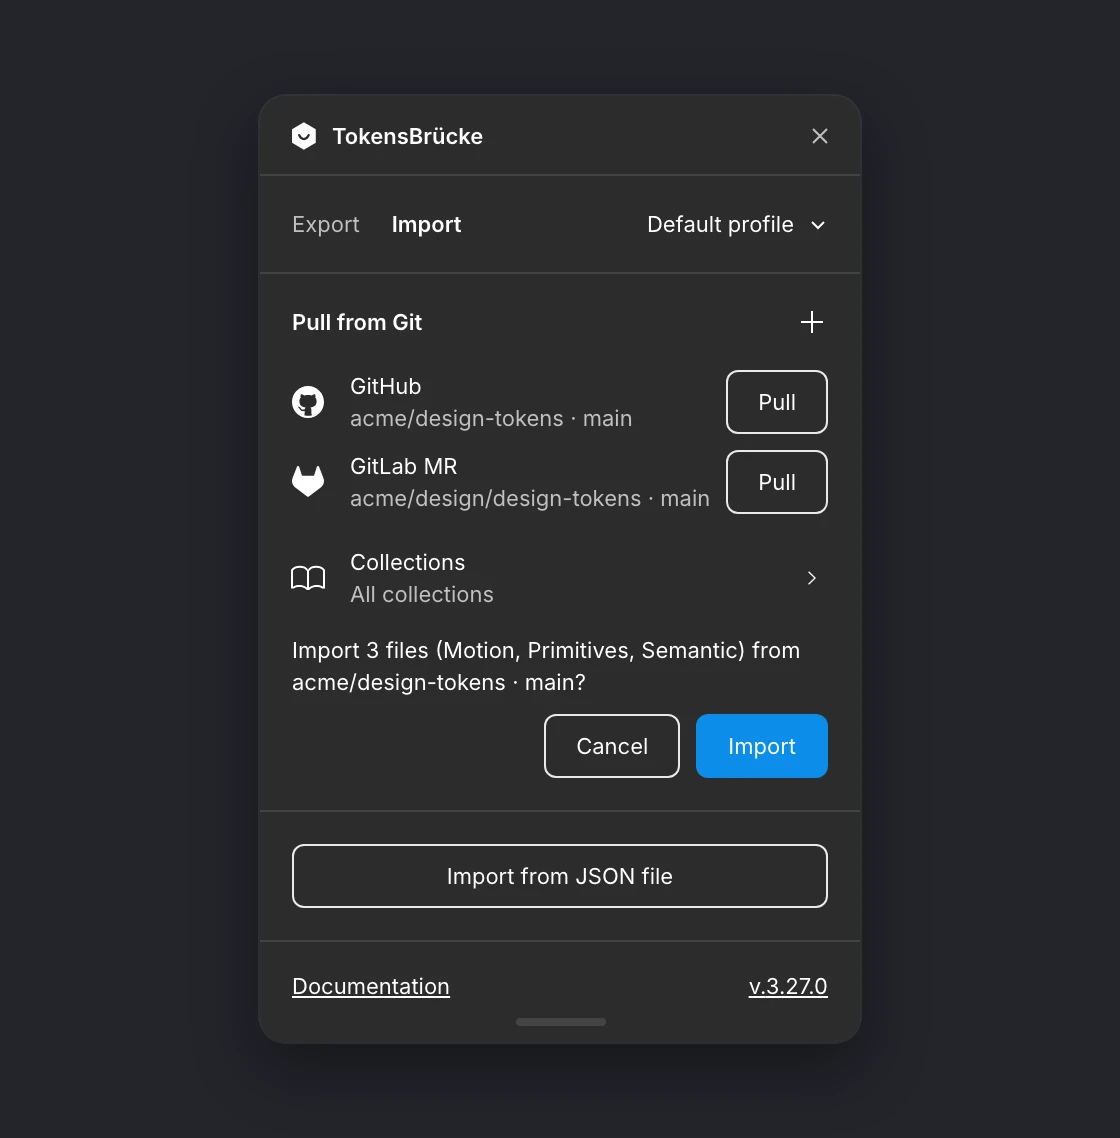 TokensBrücke
Export Import Default profile
Pull from Git
GitHub
acme/design-tokens · main
Pull
GitLab MR
acme/design/design-tokens · main
Pull
Collections
All collections
Import 3 files (Motion, Primitives, Semantic) from
acme/design-tokens · main?
Cancel Import
Import from JSON file
Documentation v.3.27.0